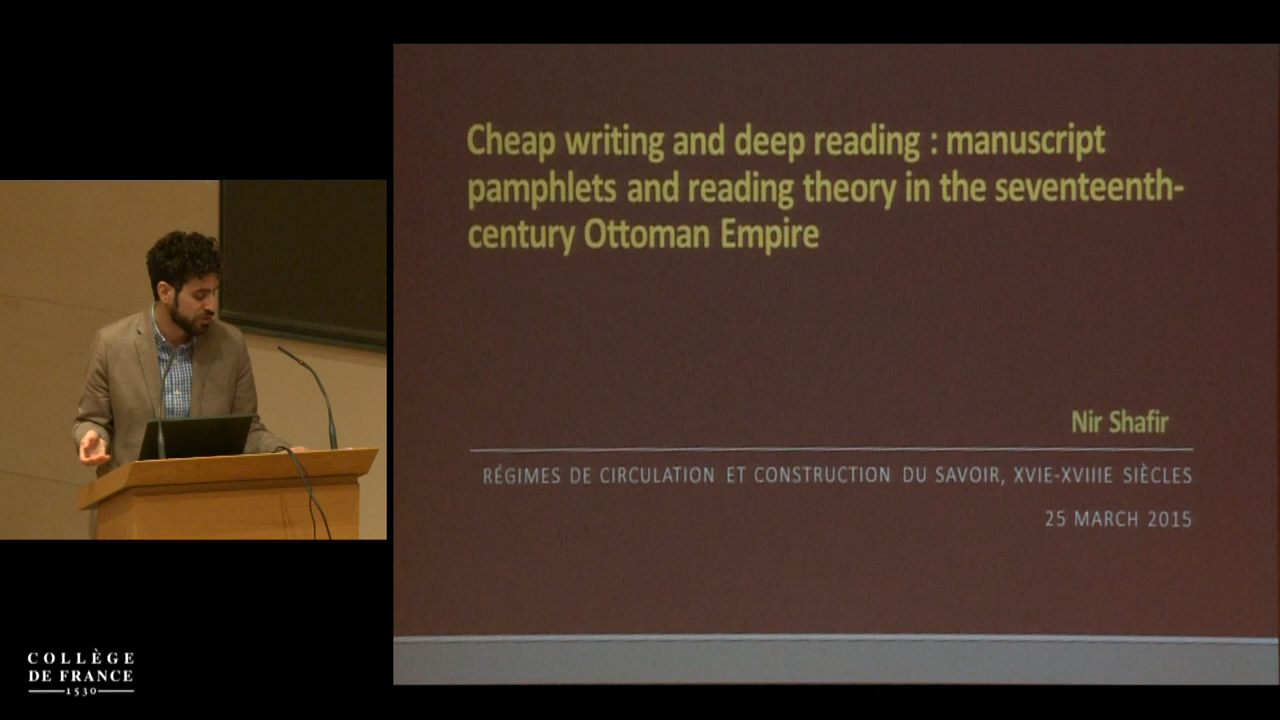 Cheap writing and deep reading : manuscript
pamphlets and reading theory in the seventeenth-
century Ottoman Empire
Nir Shafir
RÉGIMES DE CIRCULATION ET CONSTRUCTION DU SAVOIR, XVIE-XVIIIE SIÈCLES
25 MARCH 2015
COLLÈGE
DE FRANCE
1530